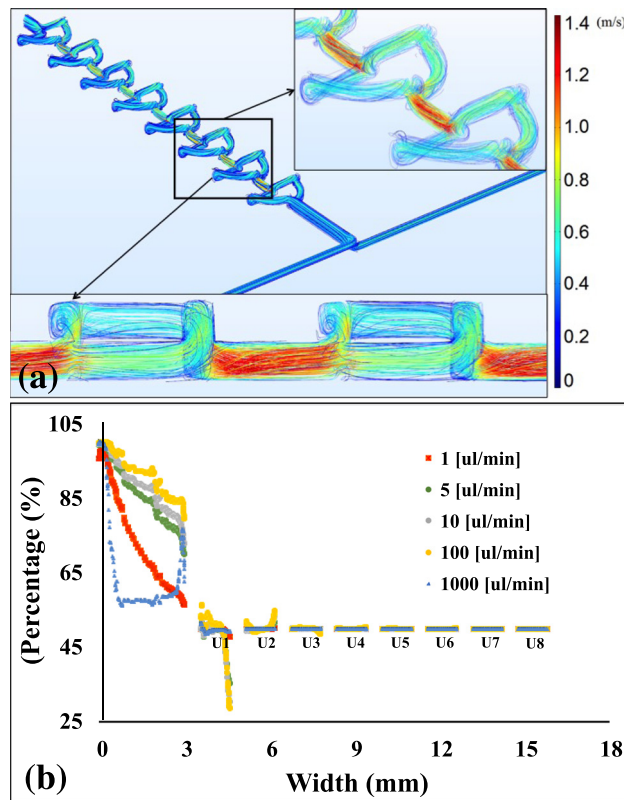 1.4 (m/s)
1.2
1.0
0.8
0.6
0.4
0.2
0
(a)
105
85
65
45
25
(Percentage (%)
1 [ul/min]
5 [ul/min]
10 [ul/min]
100 [ul/min]
1000 [ul/min]
U1 U2 U3 U4 U5 U6 U7 U8
0 3 6 9 12 15 18
Width (mm)
(b)